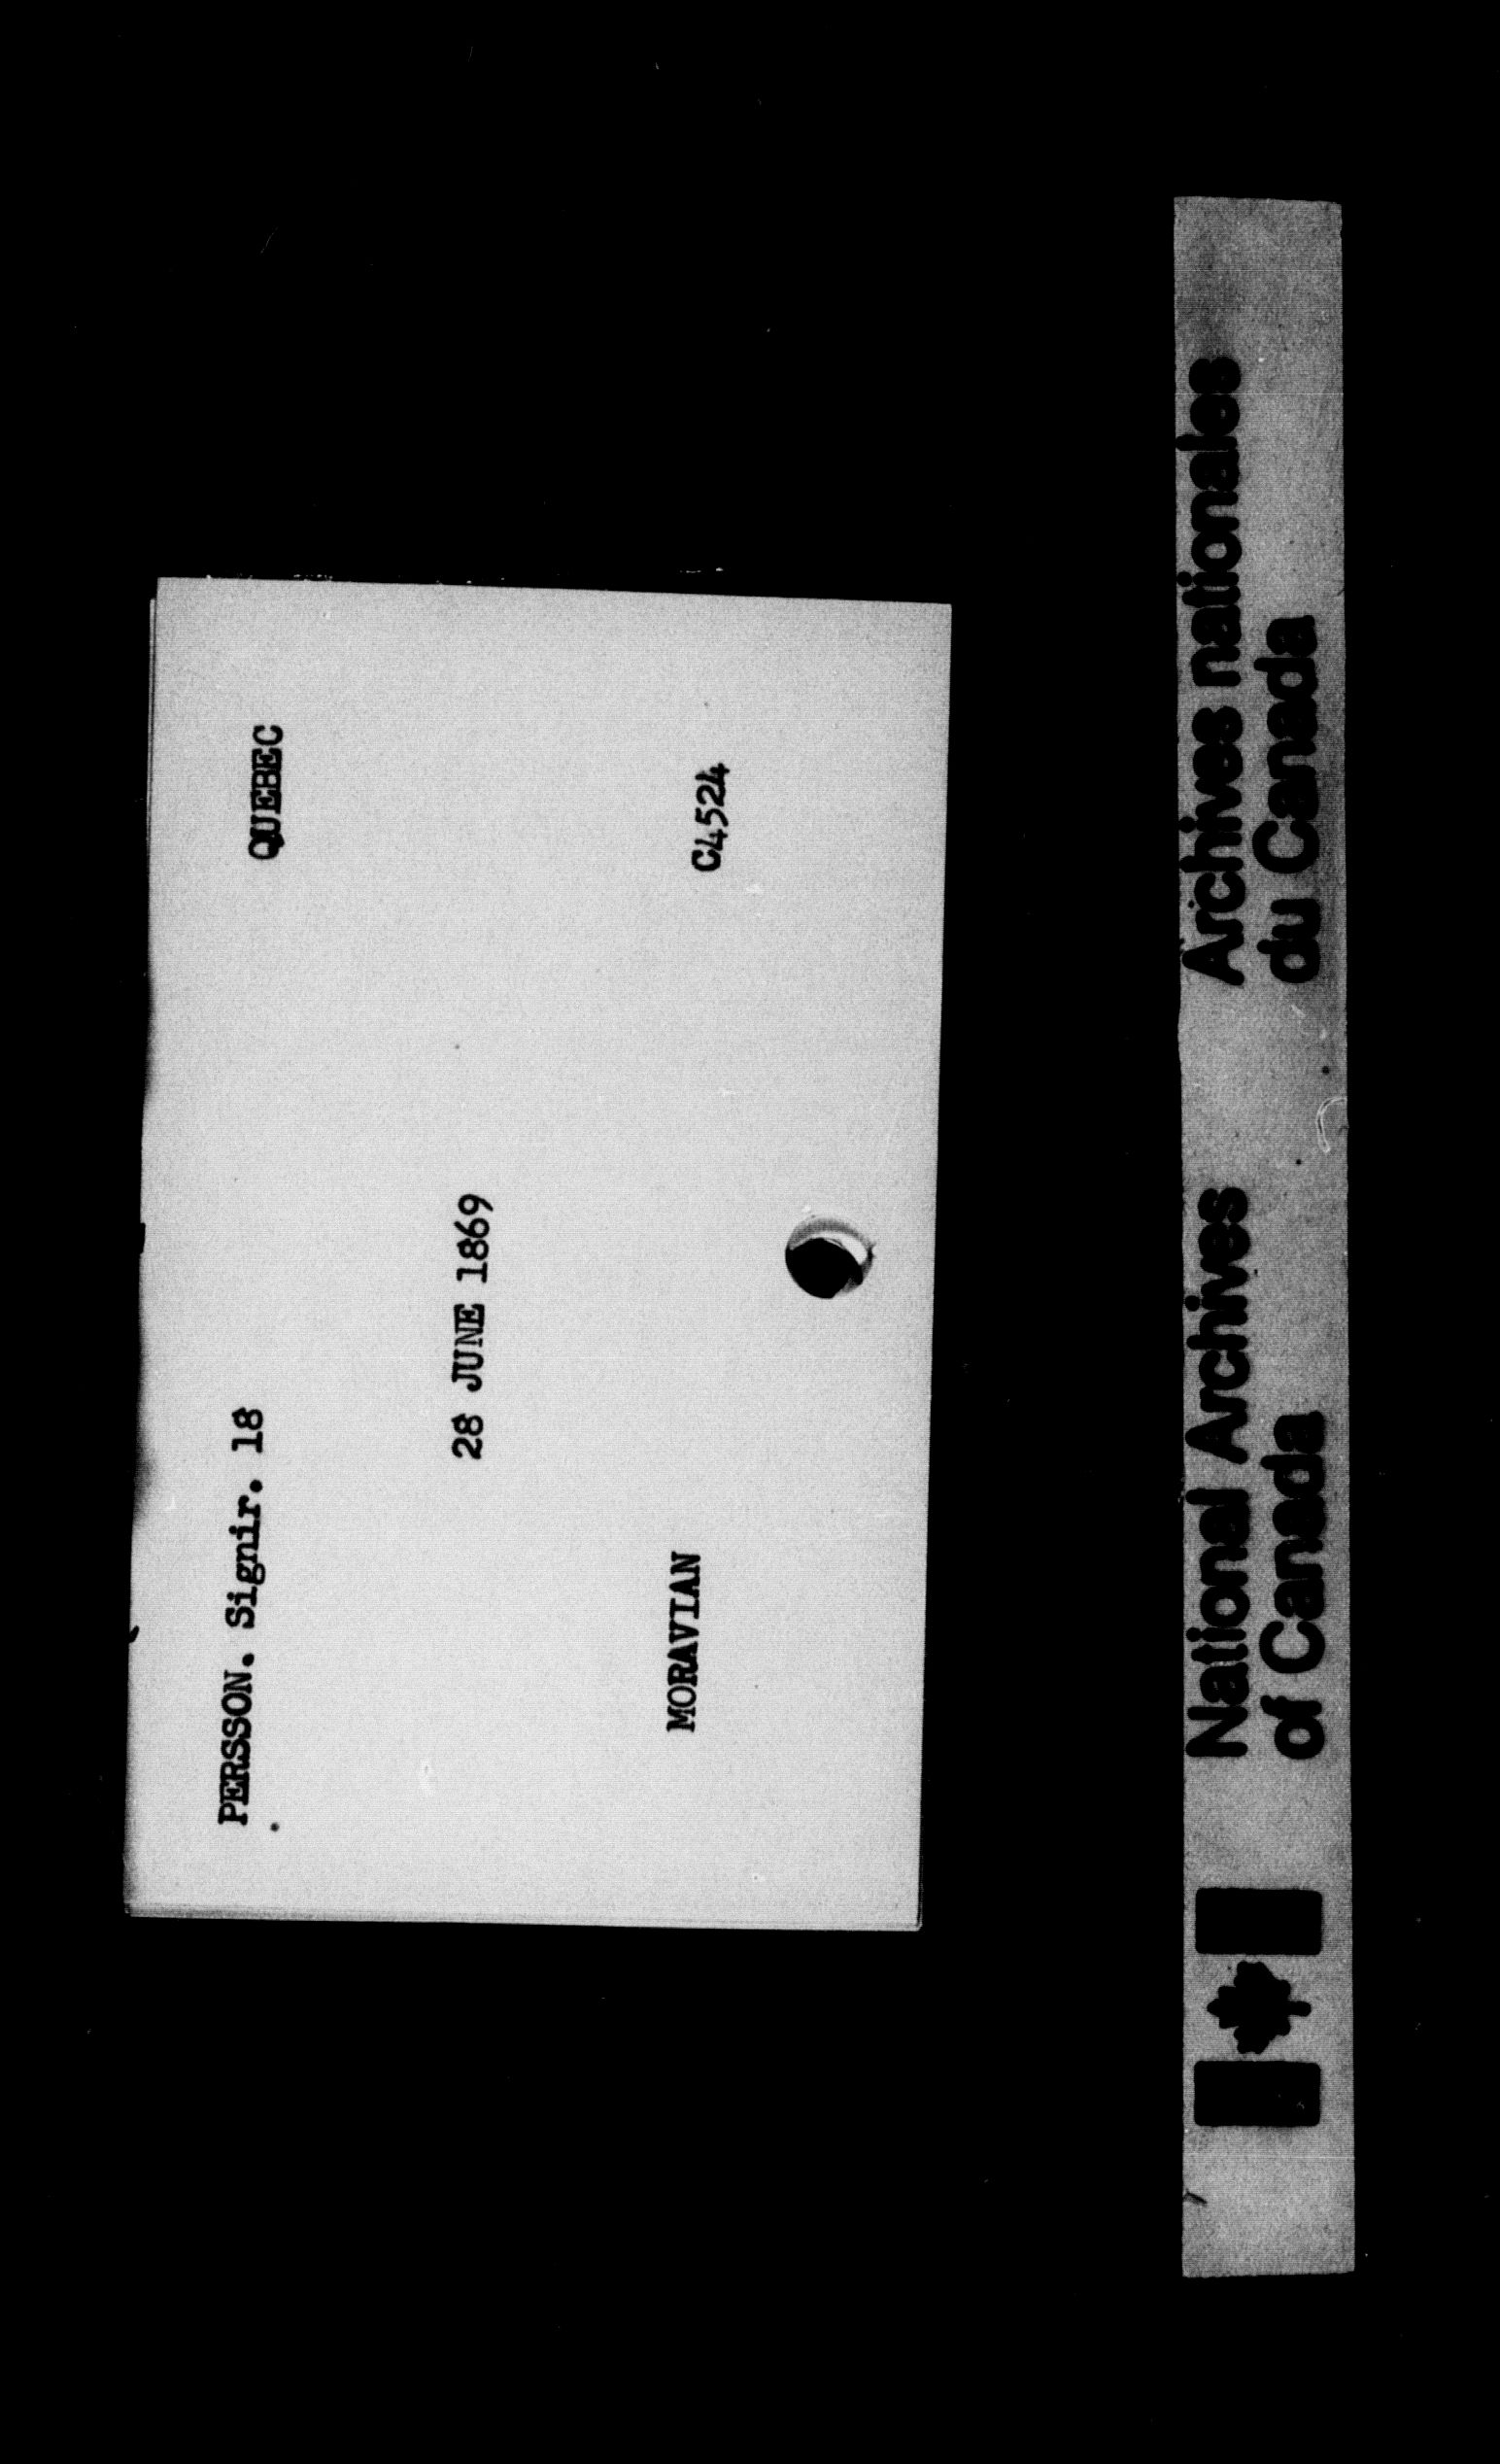 PERSSON. Signir. 18 QUEBEC
28 JUNE 1869
MORAVIAN C4524
National Archives
of Canada
Archives nationales
du Canada